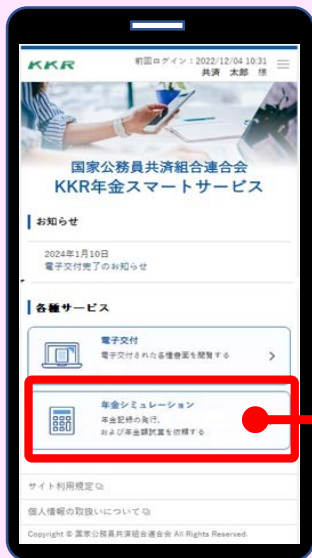 KKR
前回ログイン：2022/12/04 10:31
共済　太郎　様
国家公務員共済組合連合会
KKR年金スマートサービス
お知らせ
2024年1月10日
電子交付完了のお知らせ
各種サービス
電子交付
電子交付された各種書面を閲覧する
年金シミュレーション
年金記録の発行、
および年金額試算を依頼する
サイト利用規定
個人情報の取扱いについて
Copyright © 国家公務員共済組合連合会 All Rights Reserved.